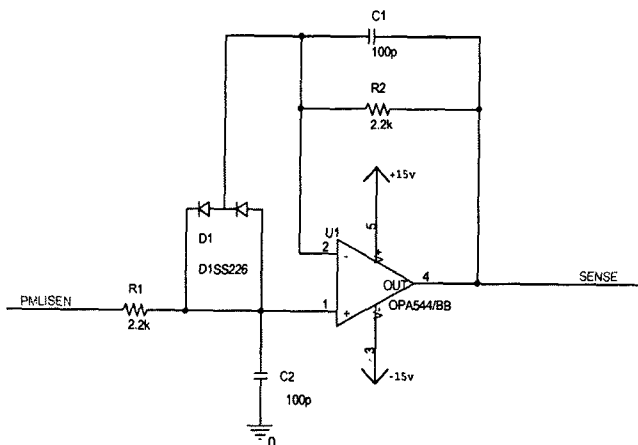 C1
100p
R2
2.2k
+15v
5
V+
U1
2
-
D1
D1SS226
OUT
4
SENSE
PMLISEN
R1
2.2k
1
+
OPA544/BB
V-
3
-15v
C2
100p
0